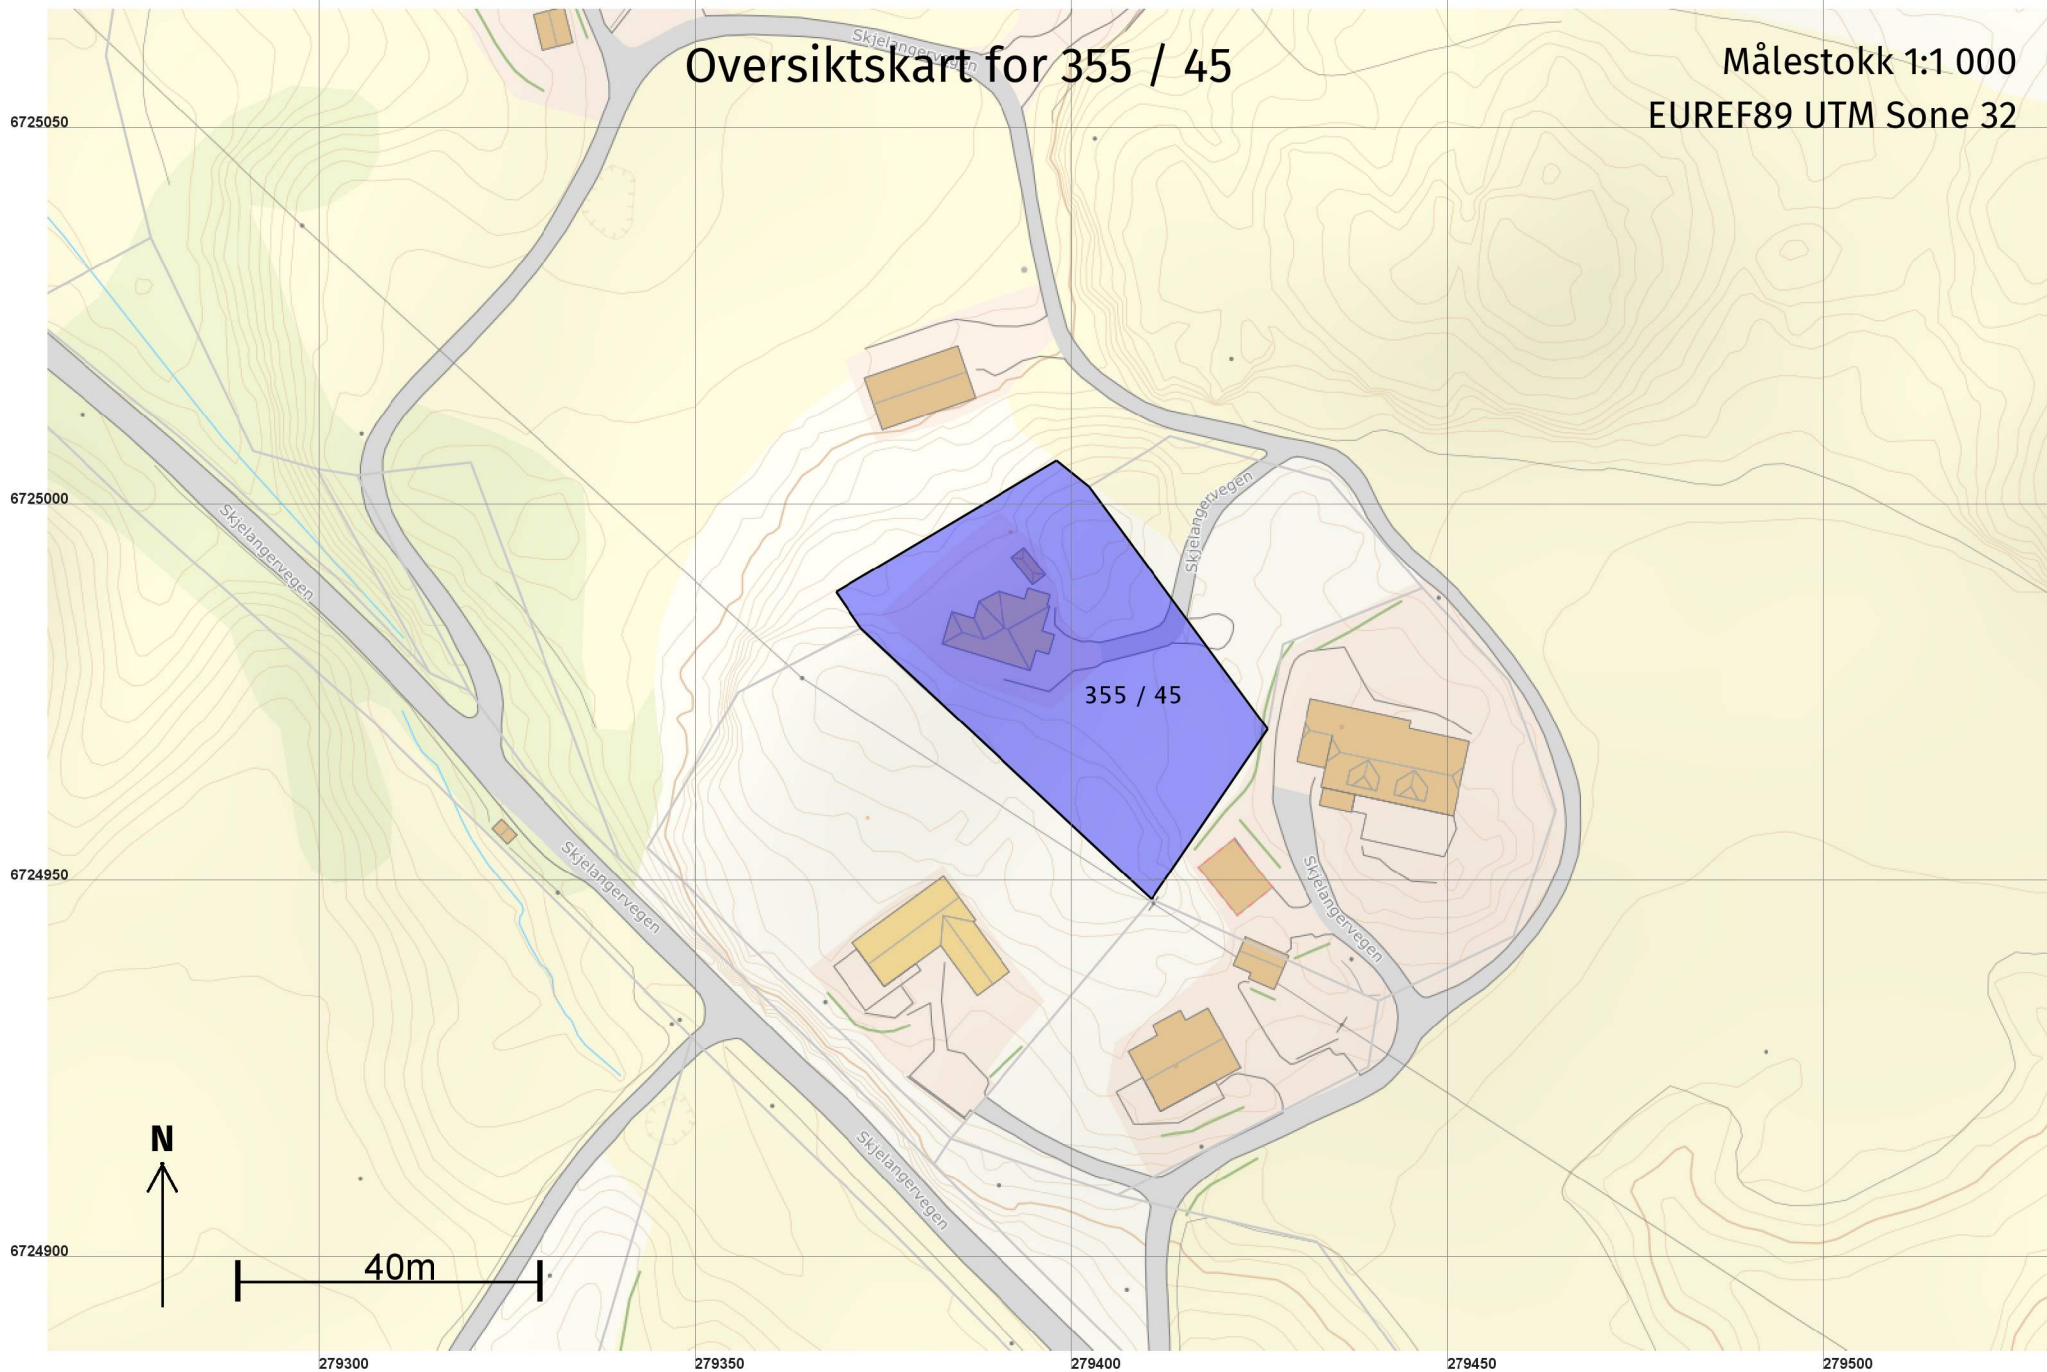 Skjelangervegen
Oversiktskart for 355 / 45
Målestokk 1:1 000
EUREF89 UTM Sone 32
6725050
Skjelangervegen
6725000
Skjelangervegen
355 / 45
Skjelangervegen
6724950
Skjelangervegen
Skjelangervegen
N
6724900
40m
279300
279350
279400
279450
279500